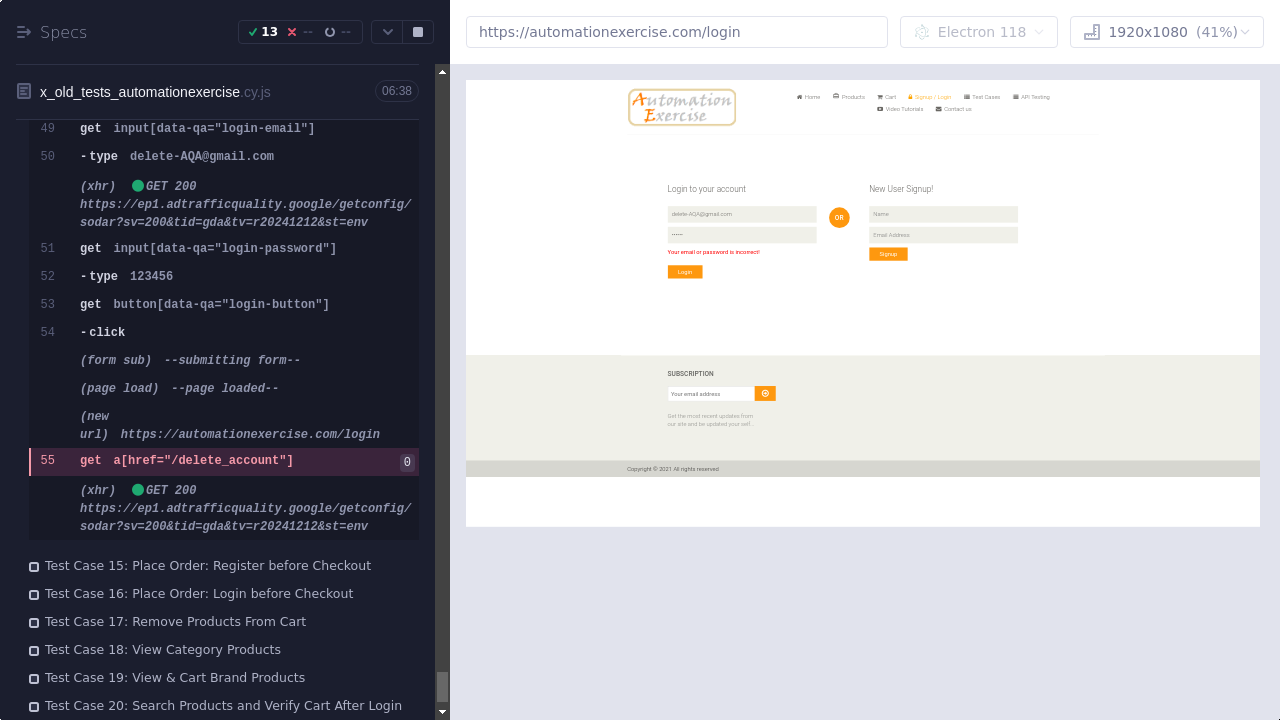 Specs
13 -- --
x_old_tests_automationexercise.cy.js 06:38
49 get input[data-qa="login-email"]
50 -type delete-AQA@gmail.com
(xhr) GET 200
https://ep1.adtrafficquality.google/getconfig/
sodar?sv=200&tid=gda&tv=r20241212&st=env
51 get input[data-qa="login-password"]
52 -type 123456
53 get button[data-qa="login-button"]
54 -click
(form sub) --submitting form--
(page load) --page loaded--
(new
url) https://automationexercise.com/login
55 get a[href="/delete_account"] 0
(xhr) GET 200
https://ep1.adtrafficquality.google/getconfig/
sodar?sv=200&tid=gda&tv=r20241212&st=env
Test Case 15: Place Order: Register before Checkout
Test Case 16: Place Order: Login before Checkout
Test Case 17: Remove Products From Cart
Test Case 18: View Category Products
Test Case 19: View & Cart Brand Products
Test Case 20: Search Products and Verify Cart After Login
https://automationexercise.com/login
Electron 118
1920x1080 (41%)
Automation
Exercise
Home Products Cart Signup / Login Test Cases API Testing
Video Tutorials Contact us
Login to your account
delete-AQA@gmail.com
Your email or password is incorrect!
Login
OR
New User Signup!
Name
Email Address
Signup
SUBSCRIPTION
Your email address
Get the most recent updates from
our site and be updated your self...
Copyright © 2021 All rights reserved